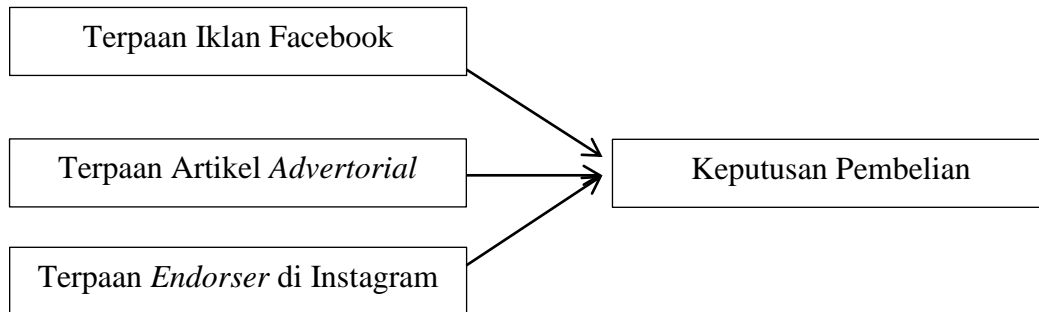 Terpaan Iklan Facebook
Terpaan Artikel Advertorial
Keputusan Pembelian
Terpaan Endorser di Instagram